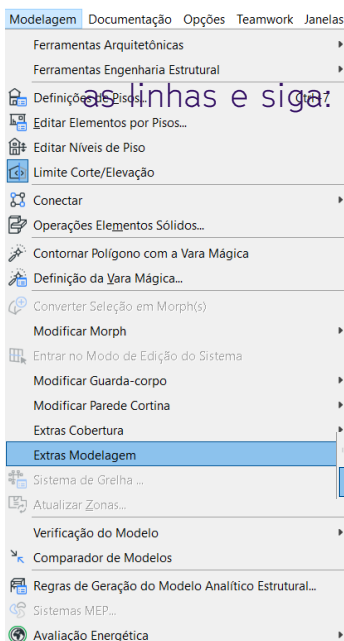 Modelagem Documentação Opções Teamwork Janelas
Ferramentas Arquitetônicas
Ferramentas Engenharia Estrutural
as linhas e siga:
Definições de Pisos... Ctrl+7
Editar Elementos por Pisos...
Editar Níveis de Piso
Limite Corte/Elevação
Conectar
Operações Elementos Sólidos...
Contornar Polígono com a Vara Mágica
Definição da Vara Mágica...
Converter Seleção em Morph(s)
Modificar Morph
Entrar no Modo de Edição do Sistema
Modificar Guarda-corpo
Modificar Parede Cortina
Extras Cobertura
Extras Modelagem
Sistema de Grelha ...
Atualizar Zonas...
Verificação do Modelo
Comparador de Modelos
Regras de Geração do Modelo Analítico Estrutural...
Sistemas MEP...
Avaliação Energética